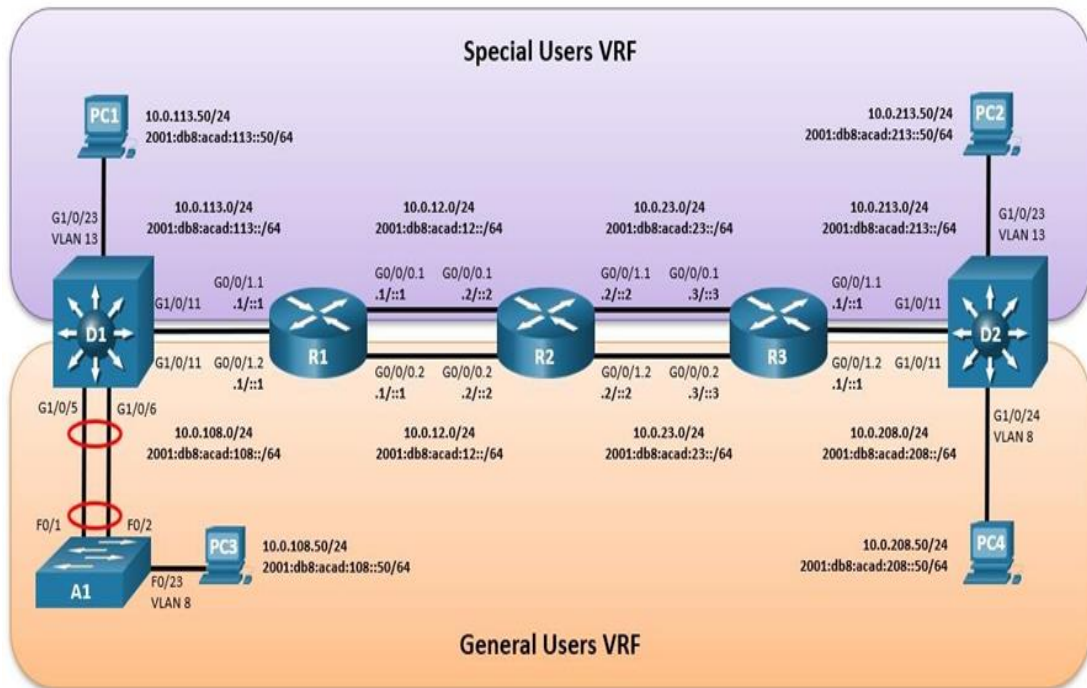 Special Users VRF
PC1
10.0.113.50/24
2001:db8:acad:113::50/64
10.0.213.50/24
2001:db8:acad:213::50/64
PC2
G1/0/23
VLAN 13
10.0.113.0/24
2001:db8:acad:113::/64
10.0.12.0/24
2001:db8:acad:12::/64
10.0.23.0/24
2001:db8:acad:23::/64
10.0.213.0/24
2001:db8:acad:213::/64
G1/0/23
VLAN 13
D1
G1/0/11
G0/0/1.1
.1/::1
R1
G0/0/0.1
.1/::1
G0/0/0.1
.2/::2
R2
G0/0/1.1
.2/::2
G0/0/0.1
.3/::3
R3
G0/0/1.1
.1/::1
G1/0/11
D2
G1/0/11
G0/0/1.2
.1/::1
G0/0/0.2
.1/::1
G0/0/0.2
.2/::2
G0/0/1.2
.2/::2
G0/0/0.2
.3/::3
G0/0/1.2
.1/::1
G1/0/11
G1/0/5
G1/0/6
10.0.108.0/24
2001:db8:acad:108::/64
10.0.12.0/24
2001:db8:acad:12::/64
10.0.23.0/24
2001:db8:acad:23::/64
10.0.208.0/24
2001:db8:acad:208::/64
G1/0/24
VLAN 8
F0/1
F0/2
A1
F0/23
VLAN 8
PC3
10.0.108.50/24
2001:db8:acad:108::50/64
10.0.208.50/24
2001:db8:acad:208::50/64
PC4
General Users VRF